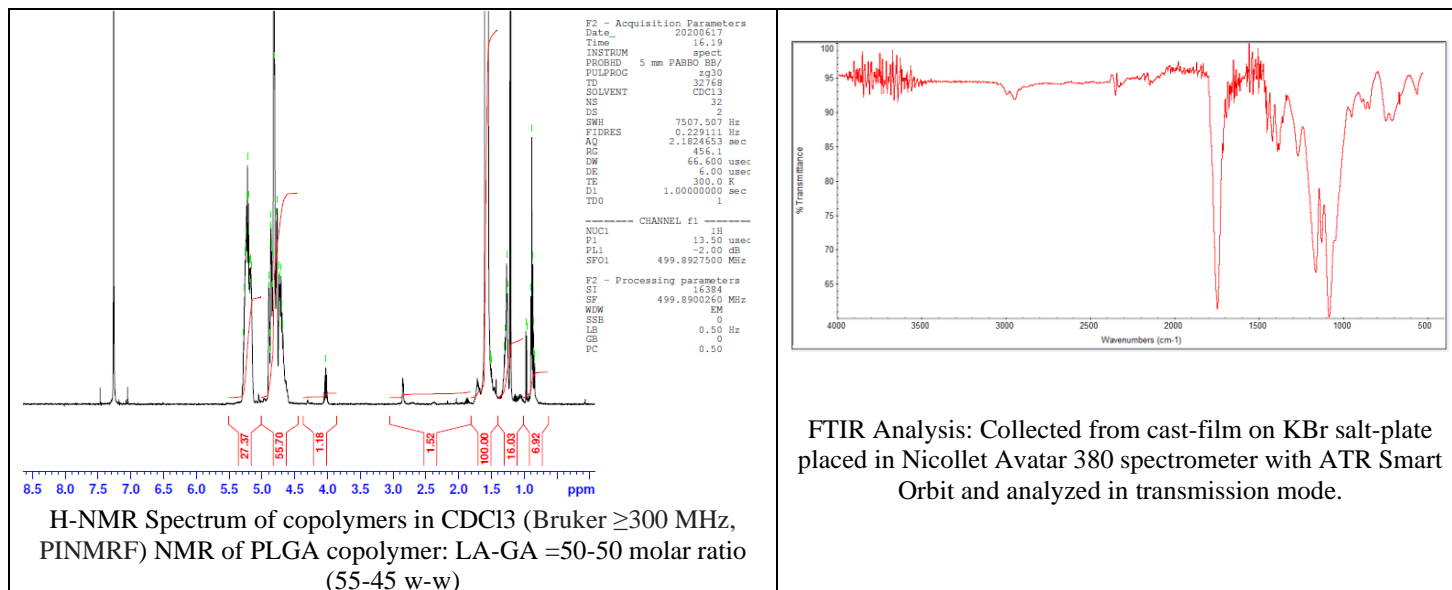 F2 - Acquisition Parameters
Date_ 20200617
Time 16.19
INSTRUM spect
PROBHD 5 mm PABBO BB/
PULPROG zg30
TD 32768
SOLVENT CDCl3
NS 32
DS 2
SWH 7507.507 Hz
FIDRES 0.229111 Hz
AQ 2.1824653 sec
RG 456.1
DW 66.600 usec
DE 6.00 usec
TE 300.0 K
D1 1.00000000 sec
TD0 1
======== CHANNEL f1 ========
NUC1 1H
P1 13.50 usec
PL1 -2.00 dB
SFO1 499.8927500 MHz
F2 - Processing parameters
SI 16384
SF 499.8900260 MHz
WDW EM
SSB 0
LB 0.50 Hz
GB 0
PC 0.50
27.37 55.70 1.18 1.52 100.00 16.03 6.92
8.5 8.0 7.5 7.0 6.5 6.0 5.5 5.0 4.5 4.0 3.5 3.0 2.5 2.0 1.5 1.0 ppm
H-NMR Spectrum of copolymers in CDCl3 (Bruker ≥300 MHz,
PINMRF) NMR of PLGA copolymer: LA-GA =50-50 molar ratio
(55-45 w-w)
% Transmittance
100
95
90
85
80
75
70
65
4000 3500 3000 2500 2000 1500 1000 500
Wavenumbers (cm-1)
FTIR Analysis: Collected from cast-film on KBr salt-plate
placed in Nicollet Avatar 380 spectrometer with ATR Smart
Orbit and analyzed in transmission mode.